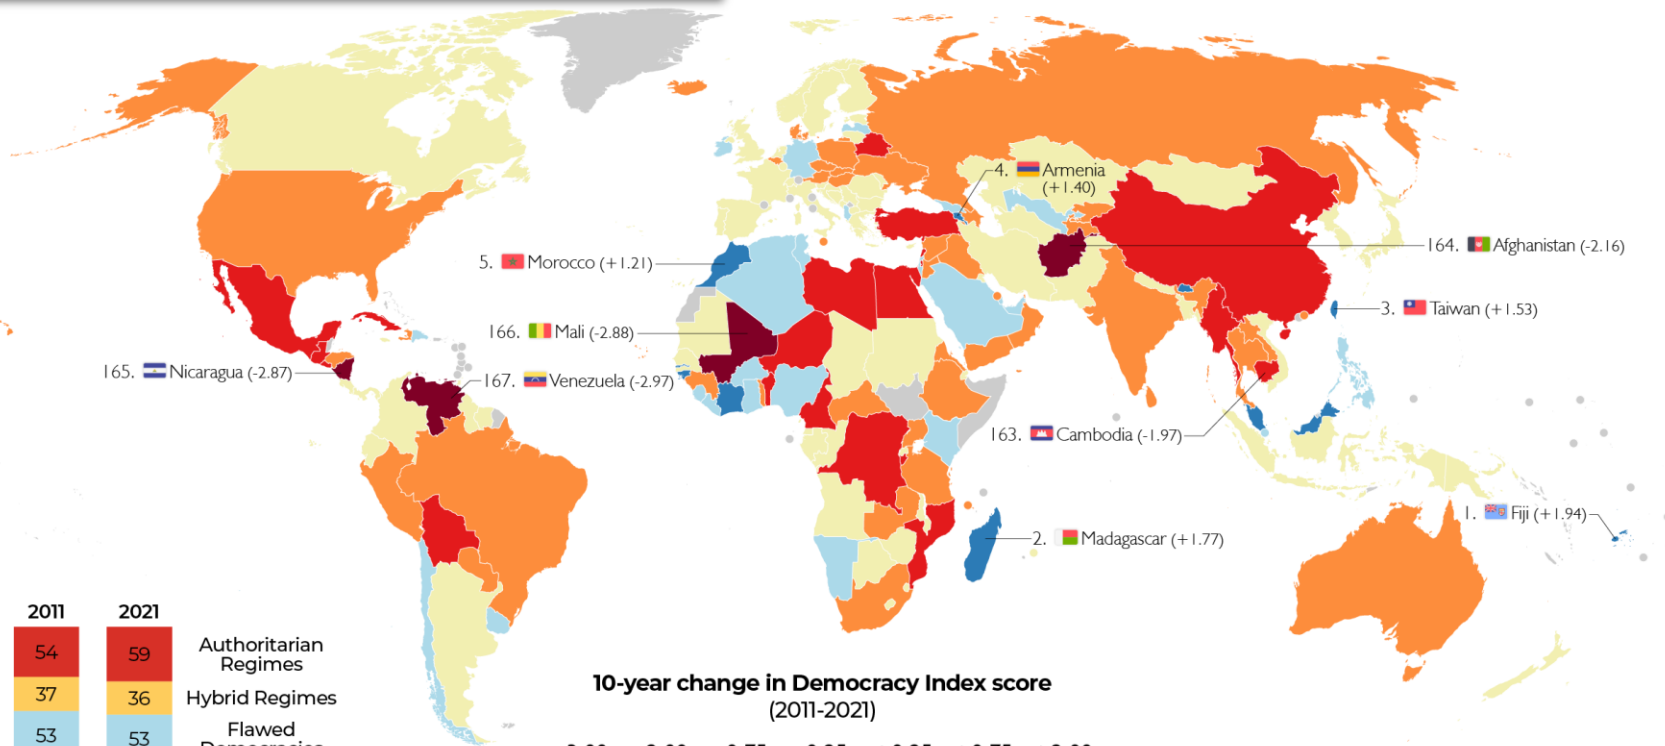 4. Armenia
(+1.40)
5. Morocco (+1.21)
164. Afghanistan (-2.16)
3. Taiwan (+1.53)
166. Mali (-2.88)
165. Nicaragua (-2.87)
167. Venezuela (-2.97)
163. Cambodia (-1.97)
1. Fiji (+1.94)
2. Madagascar (+1.77)
2011 2021
54 59 Authoritarian
Regimes
37 36 Hybrid Regimes
53 53 Flawed
10-year change in Democracy Index score
(2011-2021)